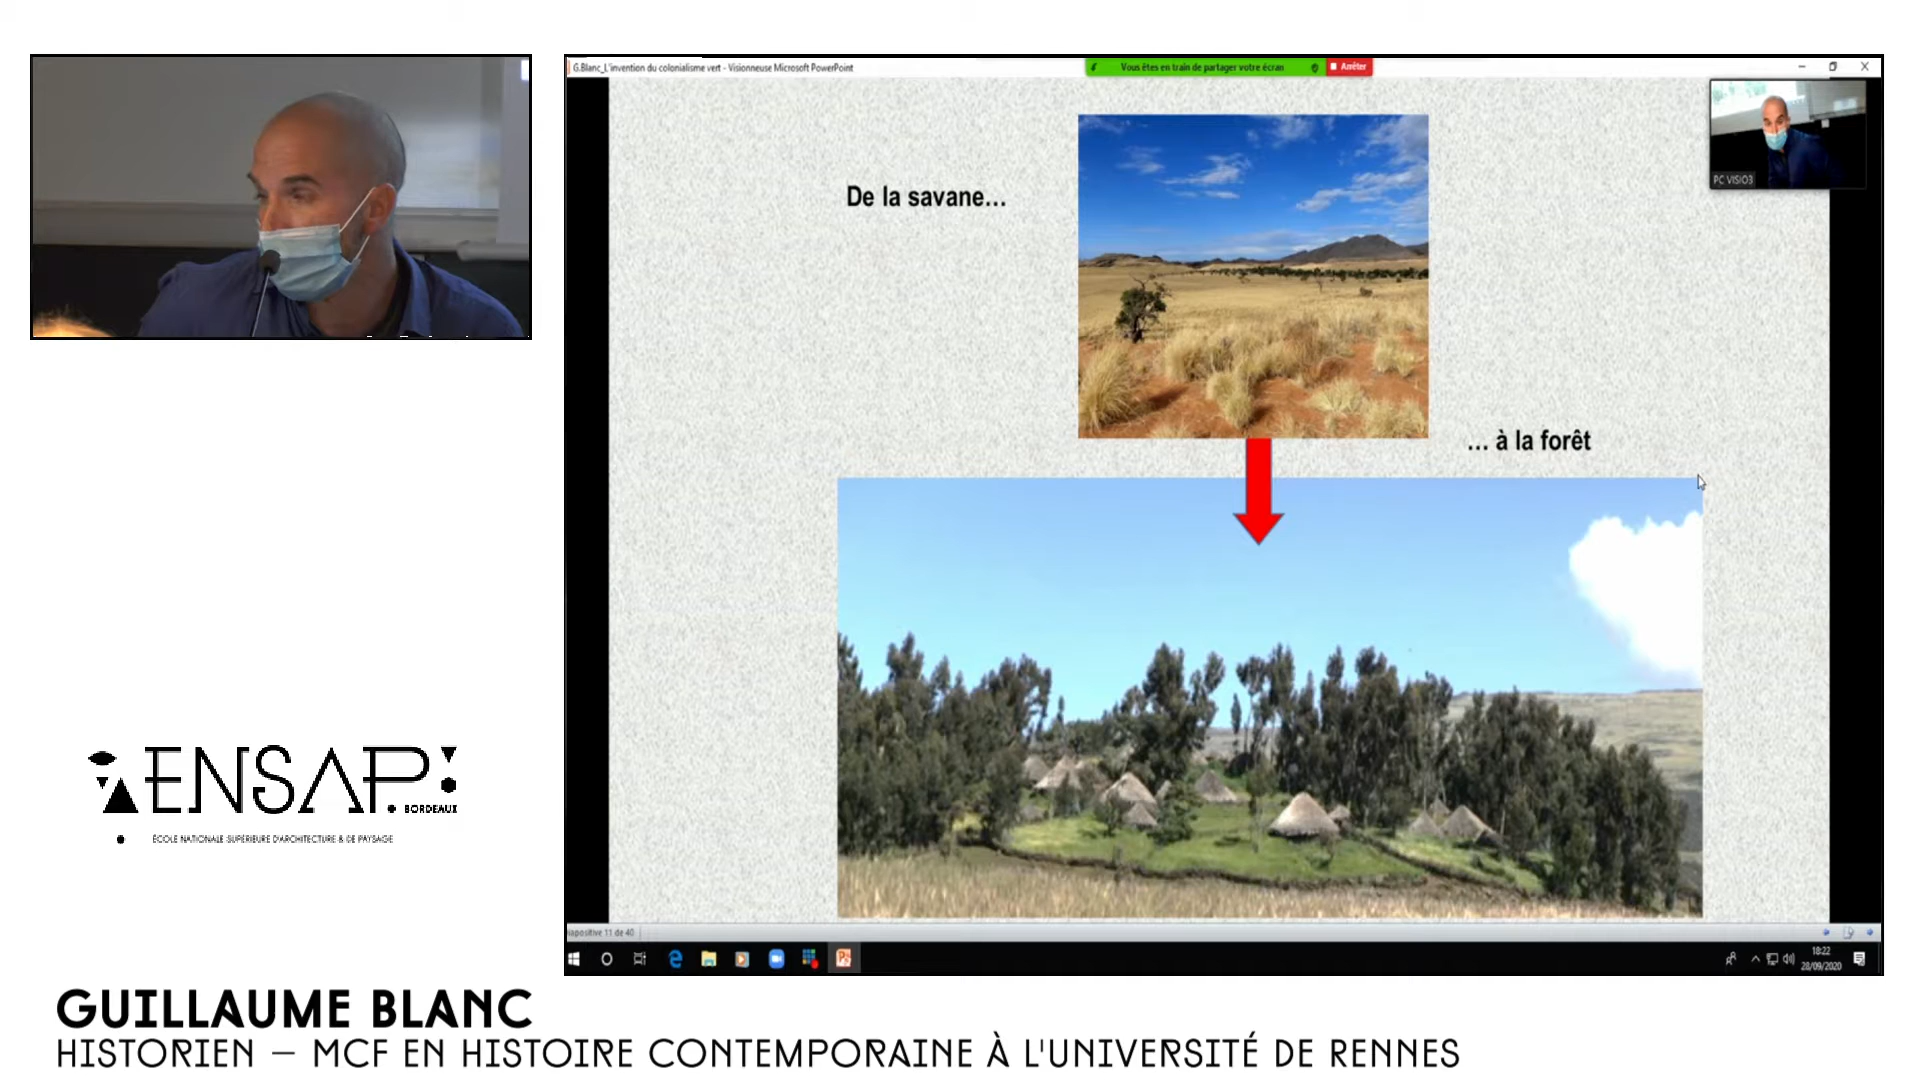 G.Blanc_L'invention du colonialisme vert - Visionneuse Microsoft PowerPoint
Vous êtes en train de partager votre écran
Arrêter
PC VISIO3
De la savane…
… à la forêt
iapositive 11 de 40
18:22
28/09/2020
ENSAP
BORDEAUX
ÉCOLE NATIONALE SUPÉRIEURE D'ARCHITECTURE & DE PAYSAGE
GUILLAUME BLANC
HISTORIEN – MCF EN HISTOIRE CONTEMPORAINE À L'UNIVERSITÉ DE RENNES